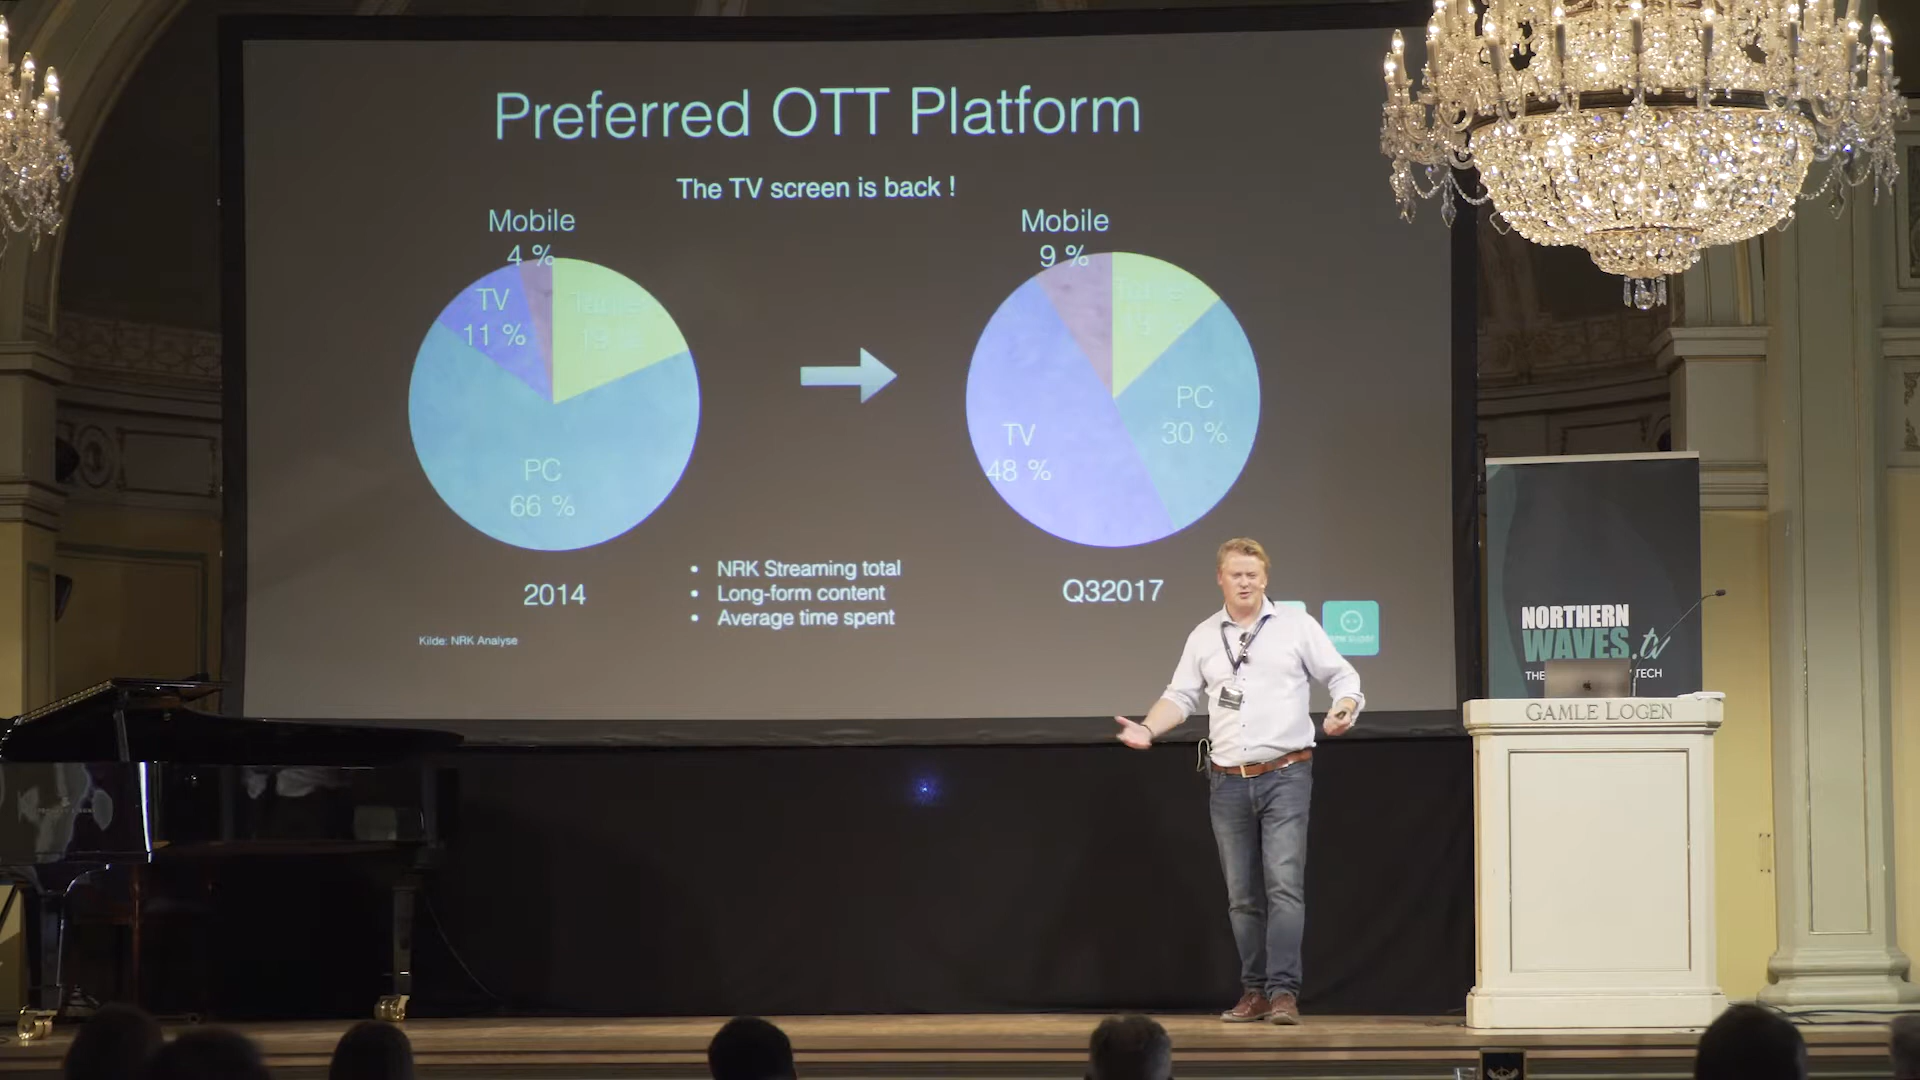 Preferred OTT Platform
The TV screen is back !
Mobile
4 %
TV
11 %
PC
66 %
2014
Mobile
9 %
PC
30 %
TV
48 %
Q32017
• NRK Streaming total
• Long-form content
• Average time spent
Kilde: NRK Analyse
NORTHERN
WAVES.tv
THE
TECH
GAMLE LOGEN